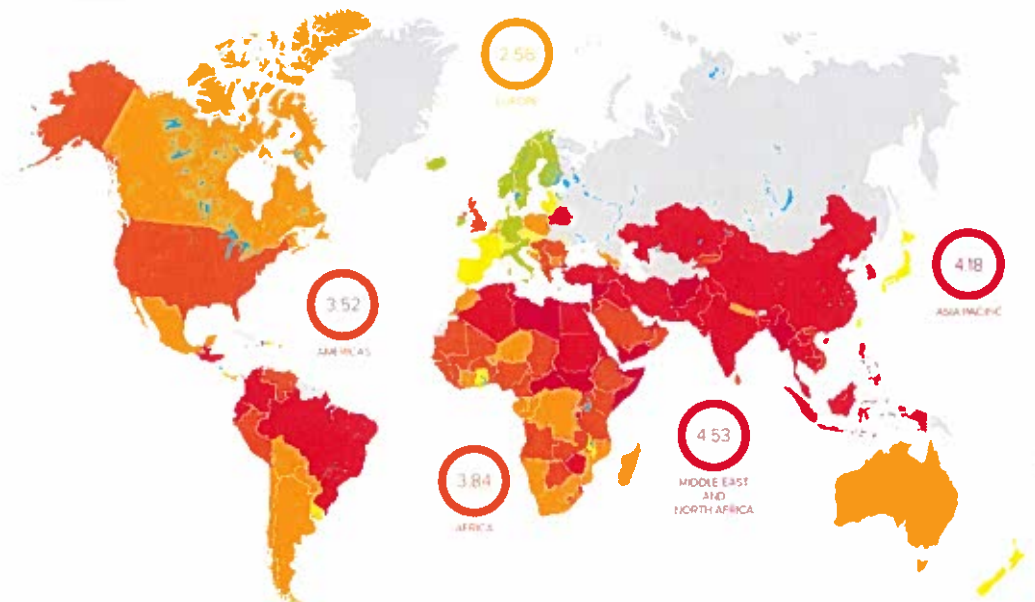 2.56
EUROPE
3.52
AMERICAS
4.18
ASIA PACIFIC
3.84
AFRICA
4.53
MIDDLE EAST
AND
NORTH AFRICA